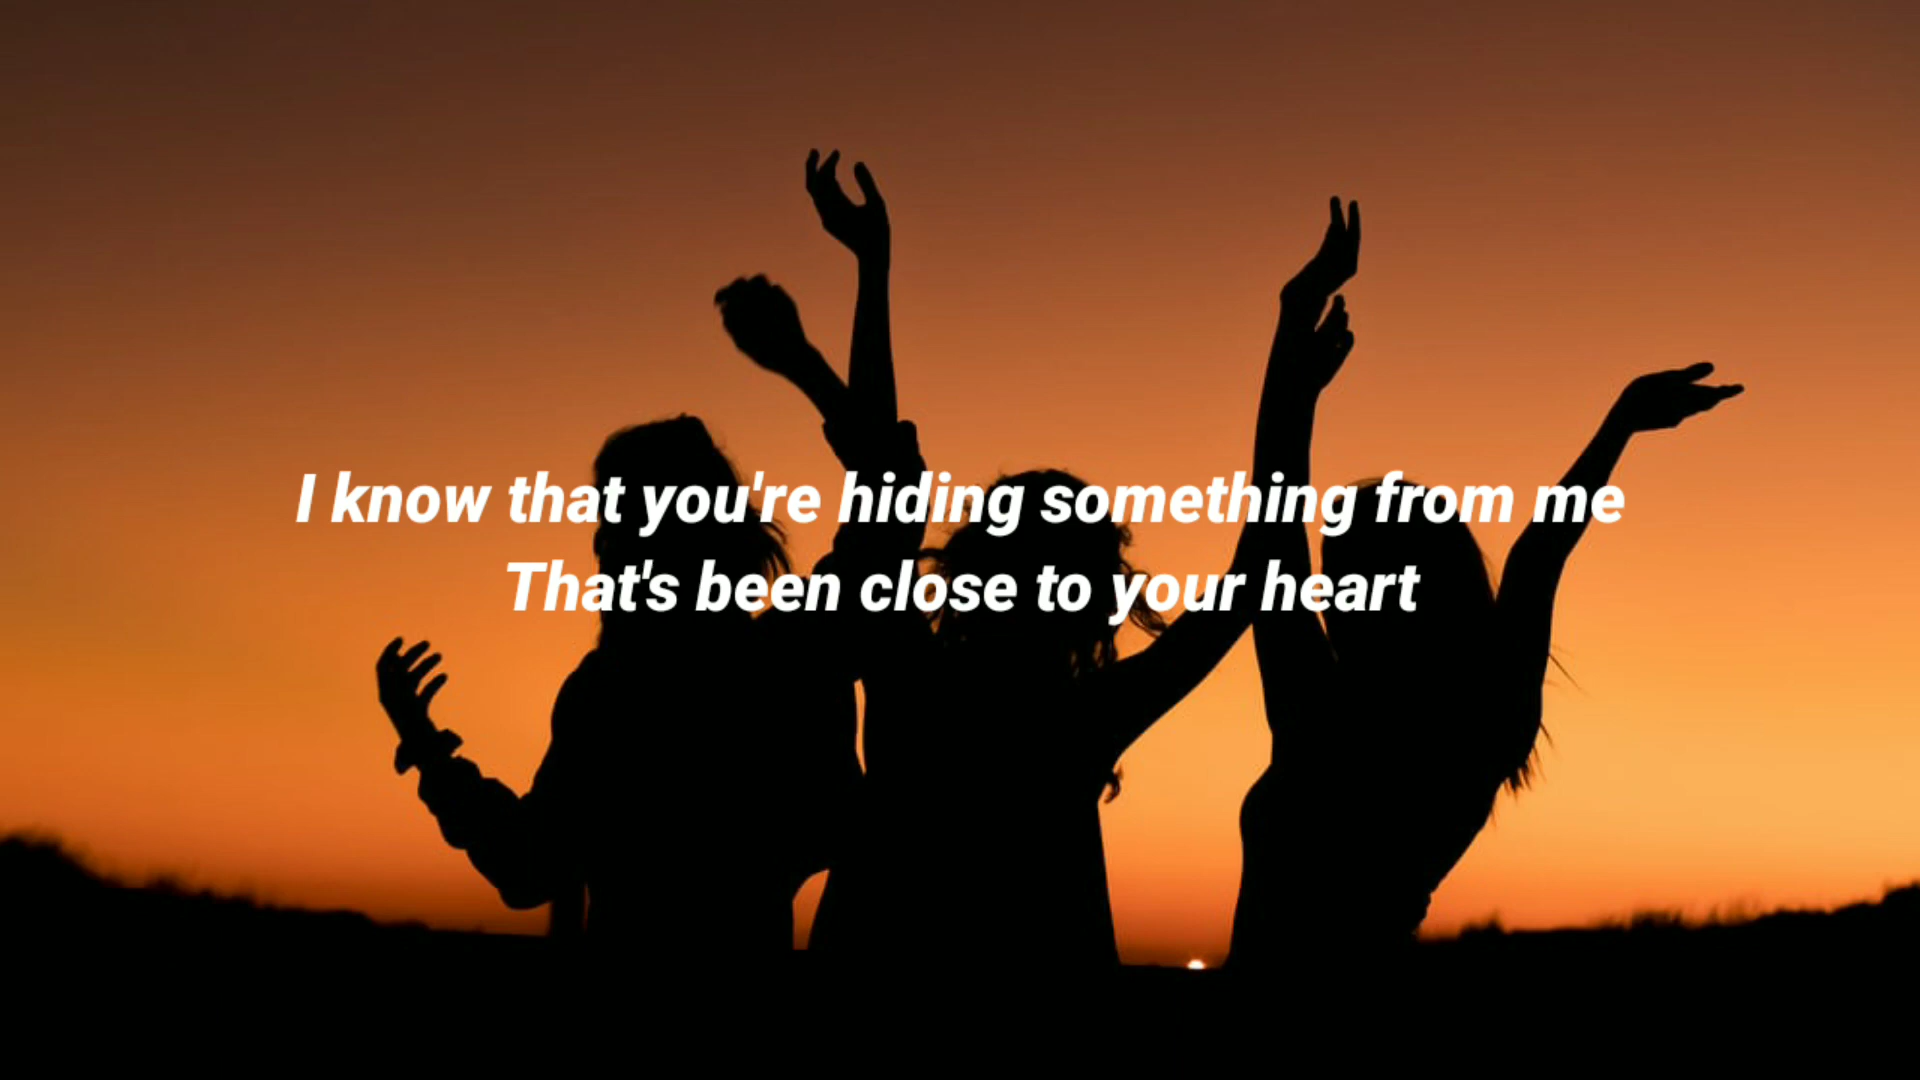 I know that you're hiding something from me
That's been close to your heart